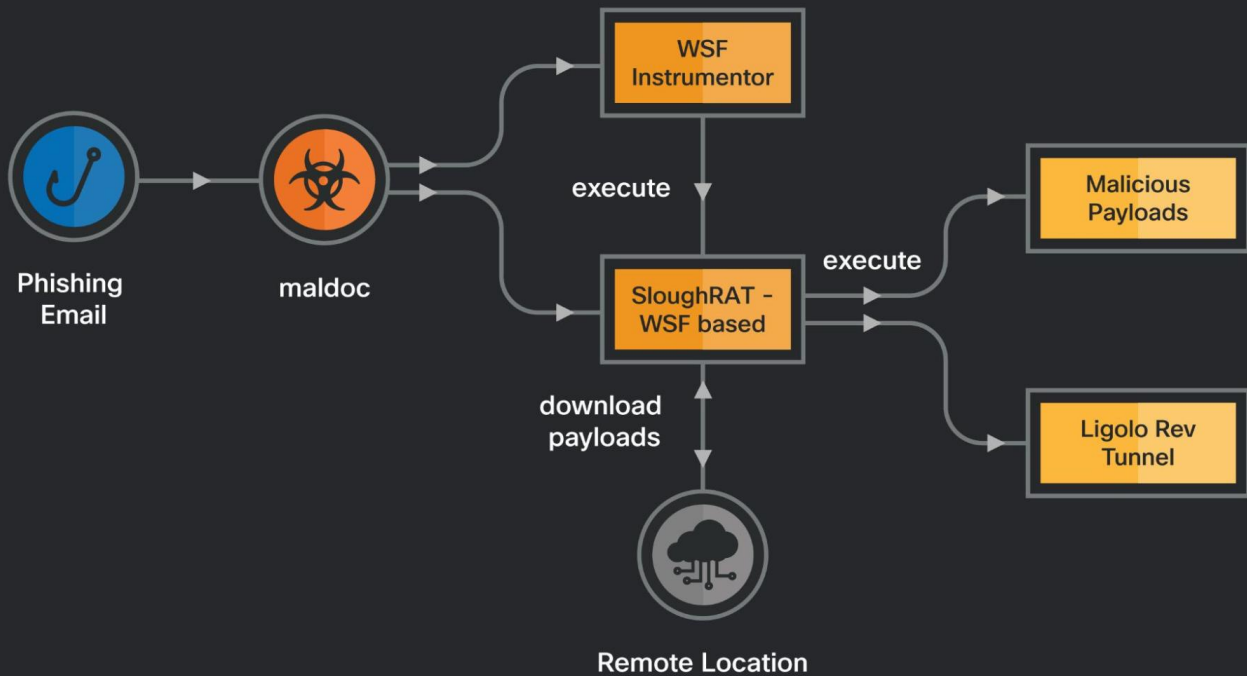 WSF
Instrumentor
Phishing
Email
maldoc
execute
SloughRAT -
WSF based
execute
Malicious
Payloads
Ligolo Rev
Tunnel
download
payloads
Remote Location